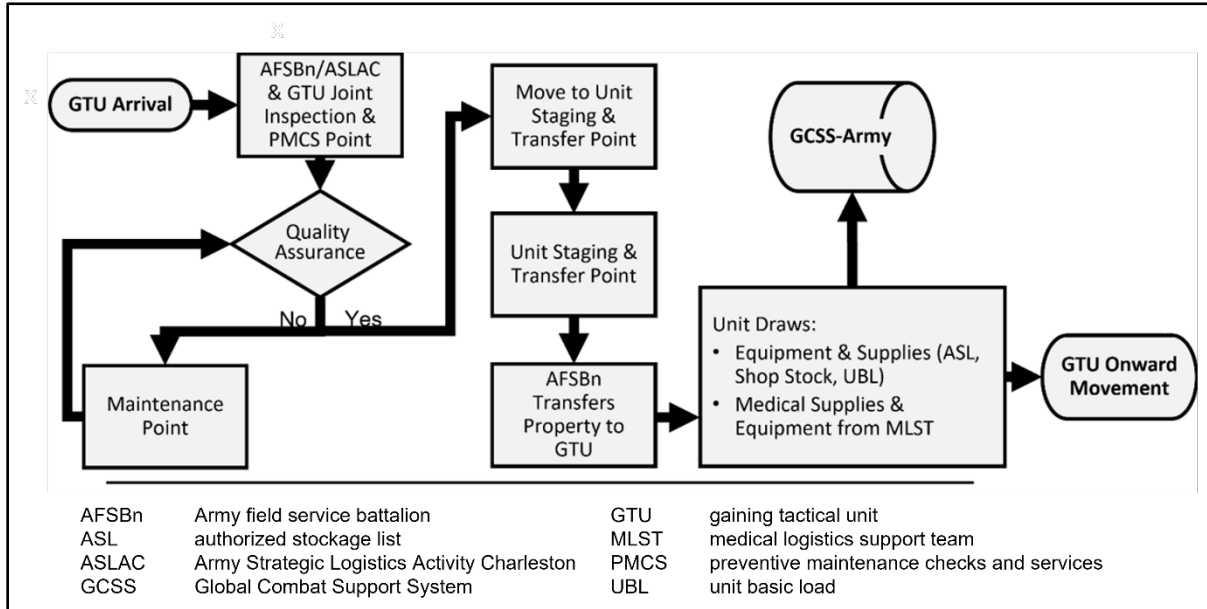 GTU Arrival
AFSBn/ASLAC
& GTU Joint
Inspection &
PMCS Point
Quality
Assurance
No
Yes
Maintenance
Point
Move to Unit
Staging &
Transfer Point
Unit Staging &
Transfer Point
AFSBn
Transfers
Property to
GTU
Unit Draws:
• Equipment & Supplies (ASL,
Shop Stock, UBL)
• Medical Supplies &
Equipment from MLST
GCSS-Army
GTU Onward
Movement
AFSBn Army field service battalion
ASL authorized stockage list
ASLAC Army Strategic Logistics Activity Charleston
GCSS Global Combat Support System
GTU gaining tactical unit
MLST medical logistics support team
PMCS preventive maintenance checks and services
UBL unit basic load
X
X